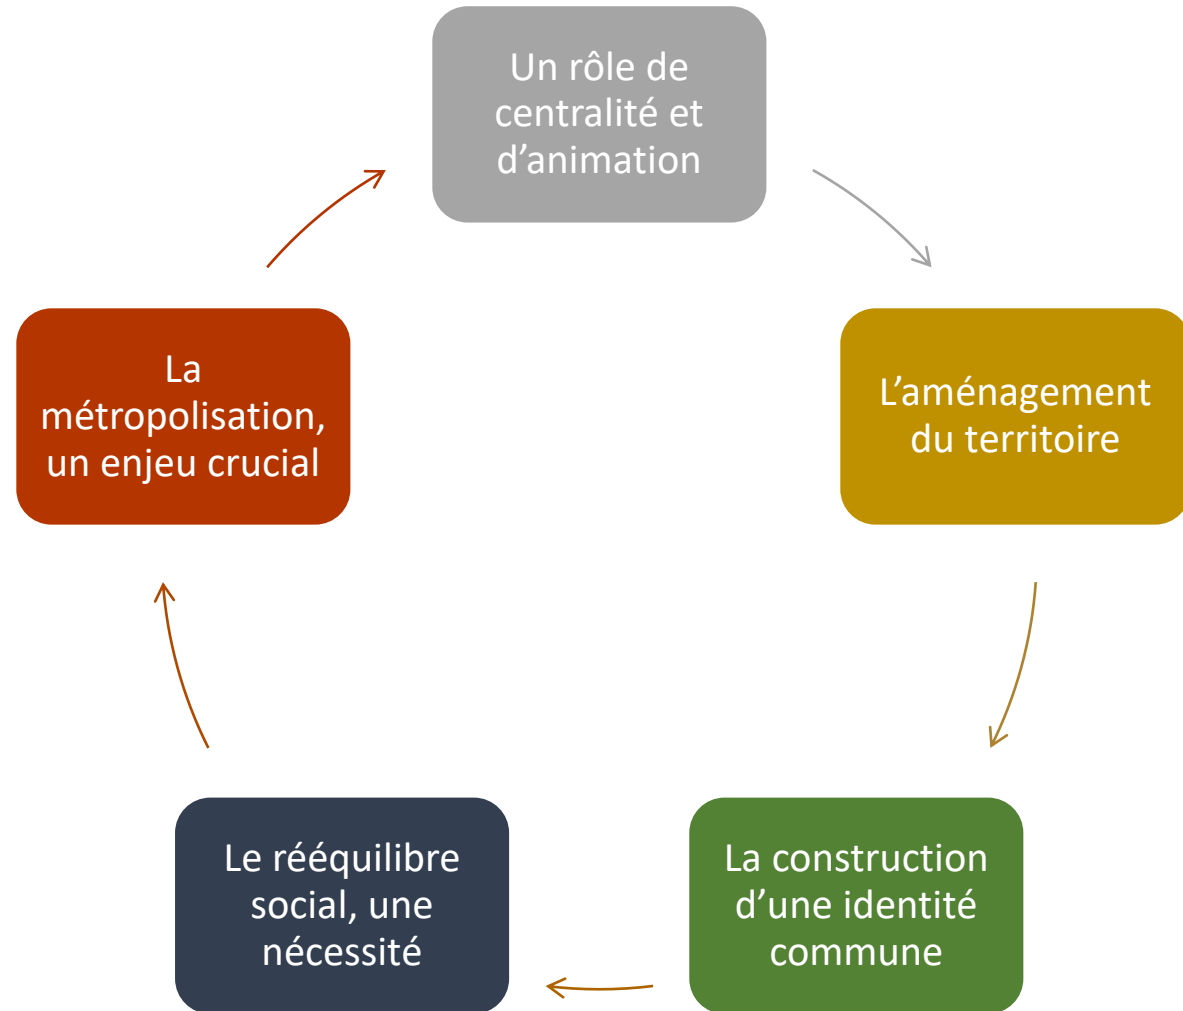 Un rôle de
centralité et
d’animation
La
métropolisation,
un enjeu crucial
L’aménagement
du territoire
Le rééquilibre
social, une
nécessité
La construction
d’une identité
commune